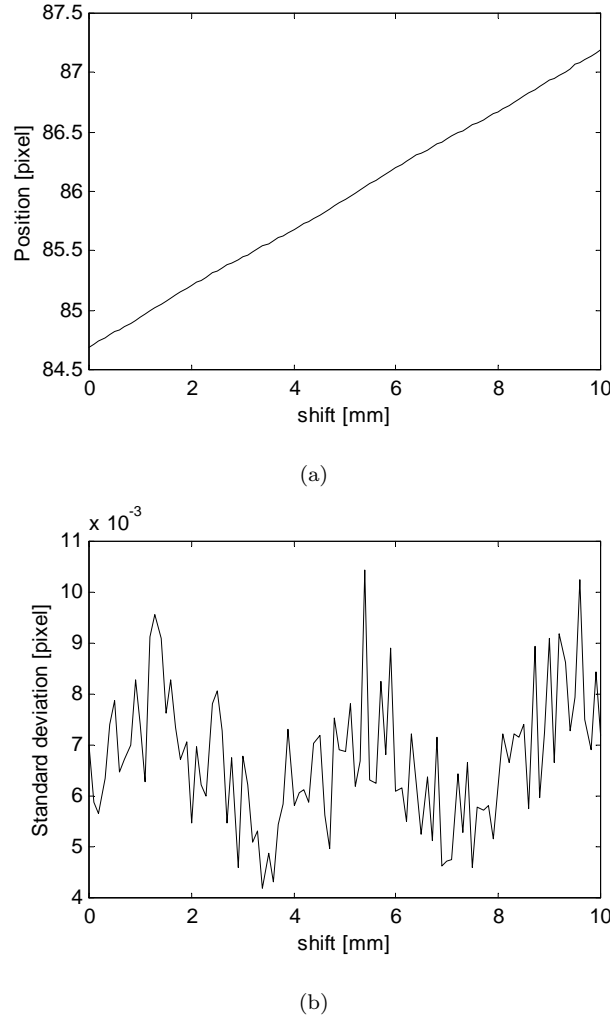 87.5
87
86.5
86
85.5
85
84.5
Position [pixel]
0 2 4 6 8 10
shift [mm]
(a)
x 10^-3
11
10
9
8
7
6
5
4
Standard deviation [pixel]
0 2 4 6 8 10
shift [mm]
(b)